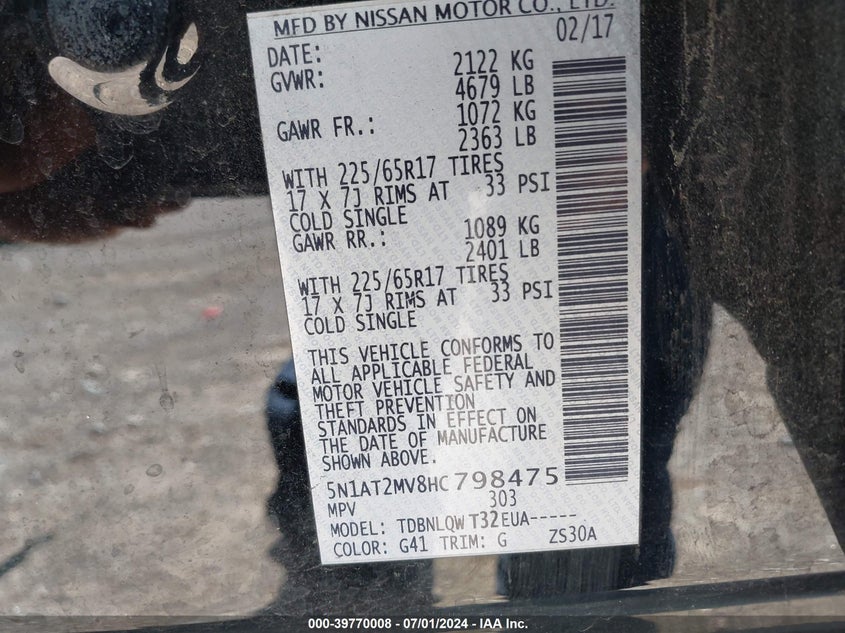 MFD BY NISSAN MOTOR CO., LTD.
DATE: 02/17
GVWR: 2122 KG
4679 LB
GAWR FR.: 1072 KG
2363 LB
WITH 225/65R17 TIRES
17 X 7J RIMS AT 33 PSI
COLD SINGLE
GAWR RR.: 1089 KG
2401 LB
WITH 225/65R17 TIRES
17 X 7J RIMS AT 33 PSI
COLD SINGLE
THIS VEHICLE CONFORMS TO
ALL APPLICABLE FEDERAL
MOTOR VEHICLE SAFETY AND
THEFT PREVENTION
STANDARDS IN EFFECT ON
THE DATE OF MANUFACTURE
SHOWN ABOVE.
5N1AT2MV8HC798475
MPV 303
MODEL: TDBNLQWT32EUA-----
COLOR: G41 TRIM: G ZS30A
000-39770008 - 07/01/2024 - IAA Inc.